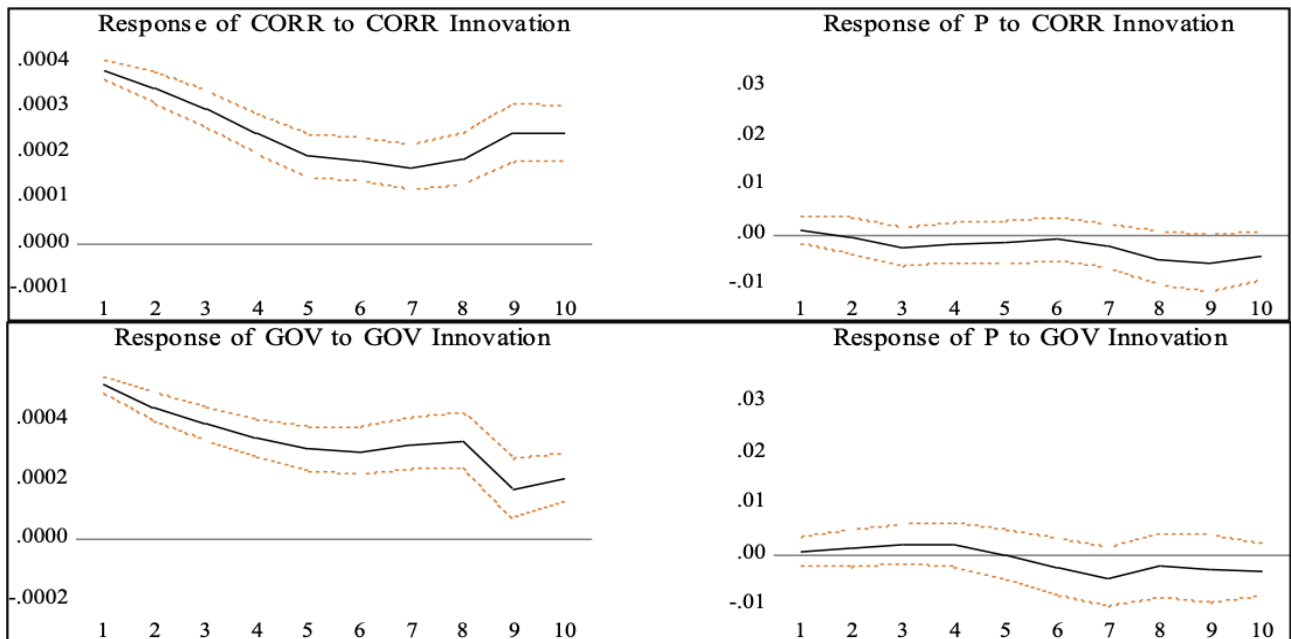 Response of CORR to CORR Innovation
.0004
.0003
.0002
.0001
.0000
-.0001
1 2 3 4 5 6 7 8 9 10
Response of P to CORR Innovation
.03
.02
.01
.00
-.01
1 2 3 4 5 6 7 8 9 10
Response of GOV to GOV Innovation
.0004
.0002
.0000
-.0002
1 2 3 4 5 6 7 8 9 10
Response of P to GOV Innovation
.03
.02
.01
.00
-.01
1 2 3 4 5 6 7 8 9 10